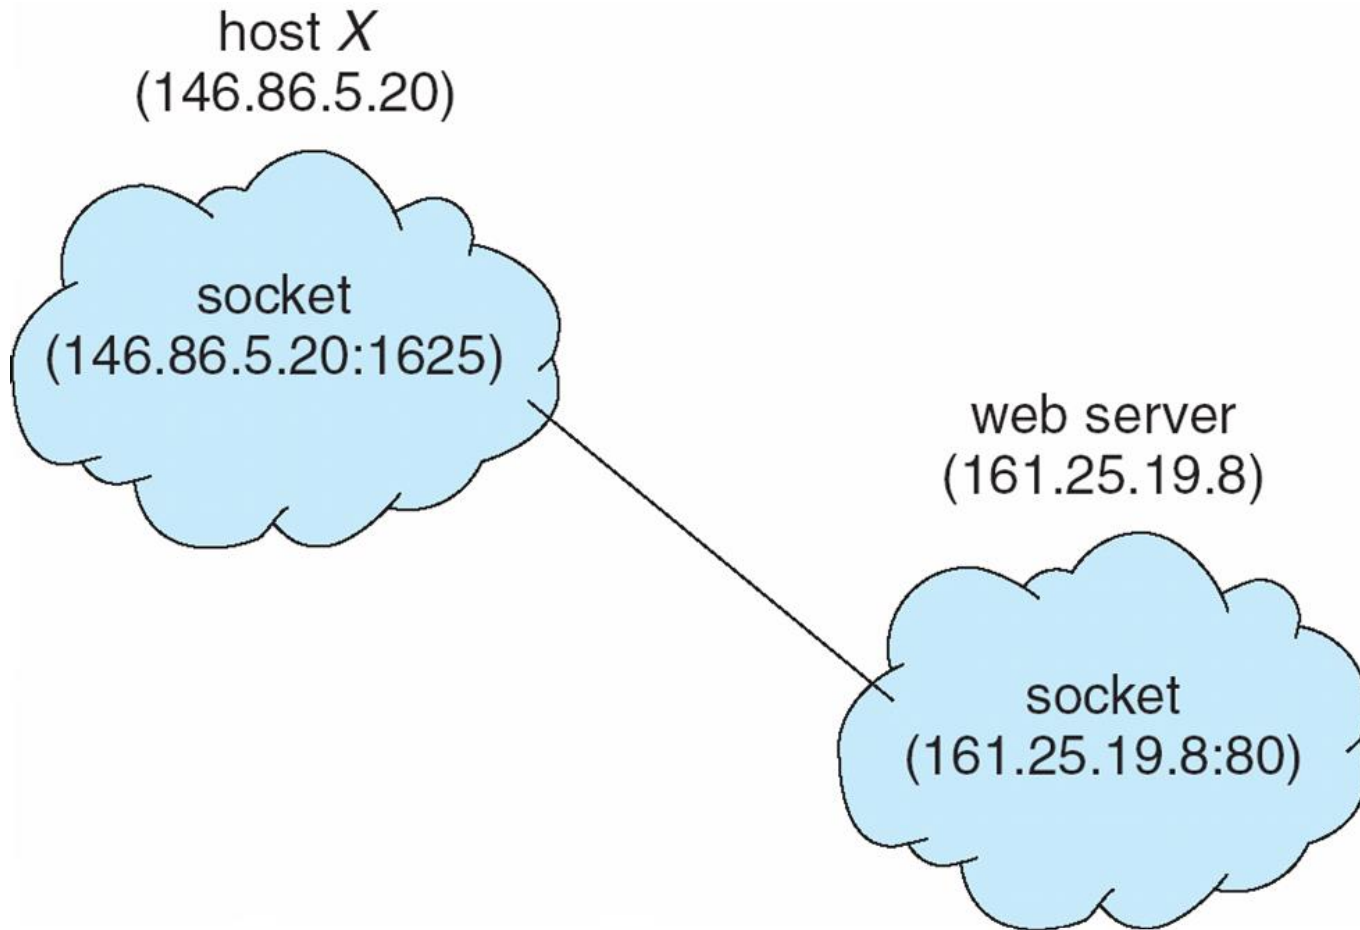 host X
(146.86.5.20)
socket
(146.86.5.20:1625)
web server
(161.25.19.8)
socket
(161.25.19.8:80)